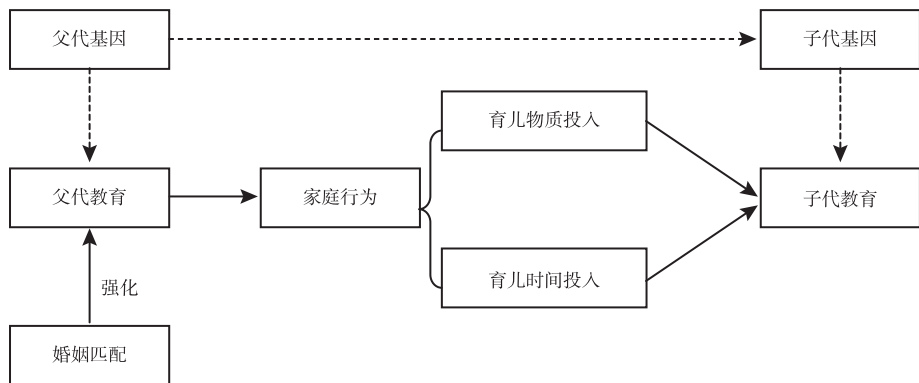 父代基因
子代基因
育儿物质投入
父代教育
家庭行为
子代教育
育儿时间投入
强化
婚姻匹配